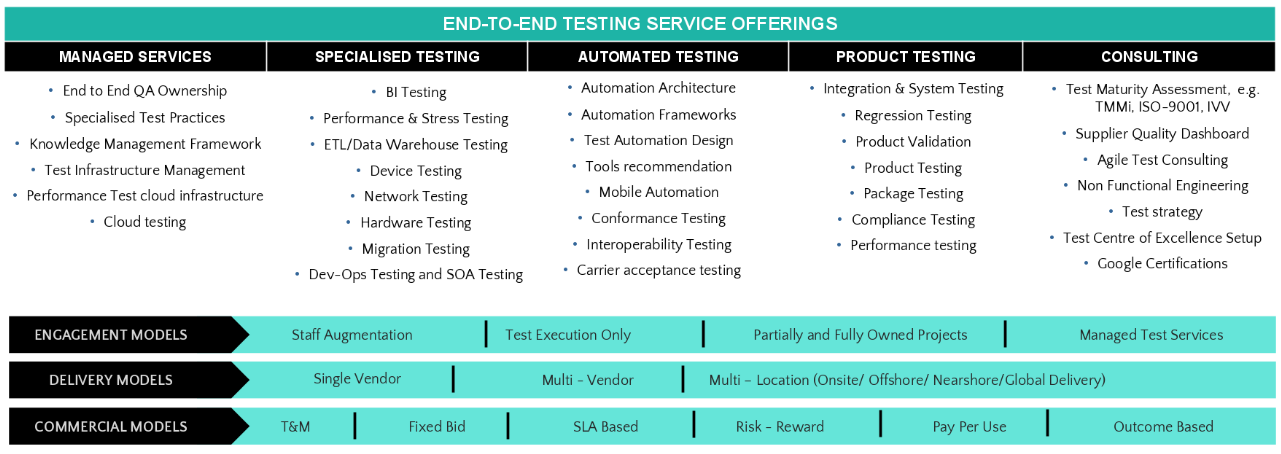 END-TO-END TESTING SERVICE OFFERINGS
MANAGED SERVICES
• End to End QA Ownership
• Specialised Test Practices
• Knowledge Management Framework
• Test Infrastructure Management
• Performance Test cloud infrastructure
• Cloud testing
SPECIALISED TESTING
• BI Testing
• Performance & Stress Testing
• ETL/Data Warehouse Testing
• Device Testing
• Network Testing
• Hardware Testing
• Migration Testing
• Dev-Ops Testing and SOA Testing
AUTOMATED TESTING
• Automation Architecture
• Automation Frameworks
• Test Automation Design
• Tools recommendation
• Mobile Automation
• Conformance Testing
• Interoperability Testing
• Carrier acceptance testing
PRODUCT TESTING
• Integration & System Testing
• Regression Testing
• Product Validation
• Product Testing
• Package Testing
• Compliance Testing
• Performance testing
CONSULTING
• Test Maturity Assessment, e.g.
TMMi, ISO-9001, IVV
• Supplier Quality Dashboard
• Agile Test Consulting
• Non Functional Engineering
• Test strategy
• Test Centre of Excellence Setup
• Google Certifications
ENGAGEMENT MODELS
Staff Augmentation
Test Execution Only
Partially and Fully Owned Projects
Managed Test Services
DELIVERY MODELS
Single Vendor
Multi - Vendor
Multi – Location (Onsite/ Offshore/ Nearshore/Global Delivery)
COMMERCIAL MODELS
T&M
Fixed Bid
SLA Based
Risk - Reward
Pay Per Use
Outcome Based